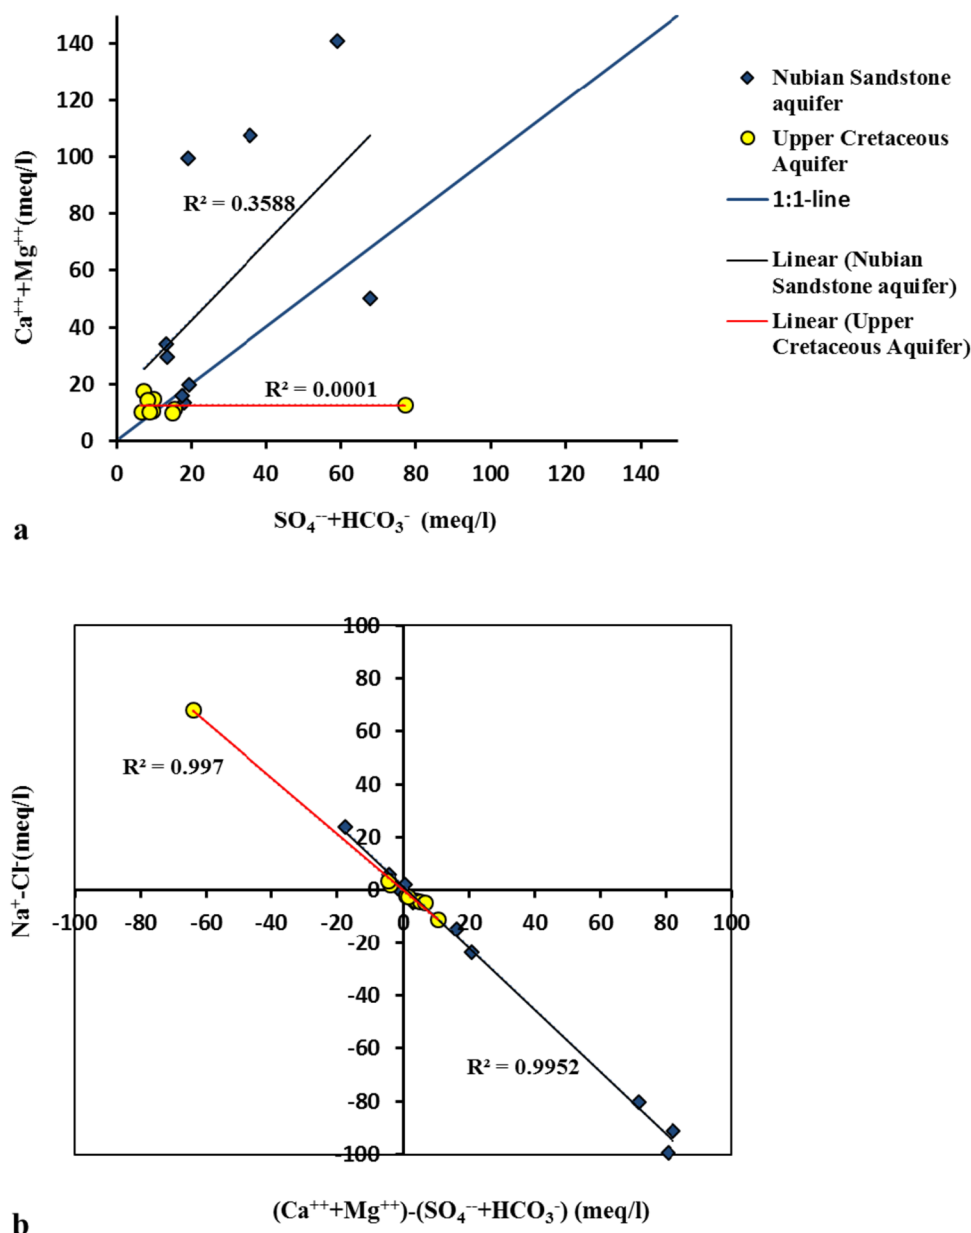 140
120
100
80
60
40
20
0
0 20 40 60 80 100 120 140
Ca⁺⁺+Mg⁺⁺(meq/l)
SO₄⁻⁻+HCO₃⁻ (meq/l)
R² = 0.3588
R² = 0.0001
Nubian Sandstone
aquifer
Upper Cretaceous
Aquifer
1:1-line
Linear (Nubian
Sandstone aquifer)
Linear (Upper
Cretaceous Aquifer)
a
100
80
60
40
20
0
-20
-40
-60
-80
-100
-100 -80 -60 -40 -20 0 20 40 60 80 100
Na⁺-Cl⁻(meq/l)
R² = 0.997
R² = 0.9952
(Ca⁺⁺+Mg⁺⁺)-(SO₄⁻⁻+HCO₃⁻) (meq/l)
b